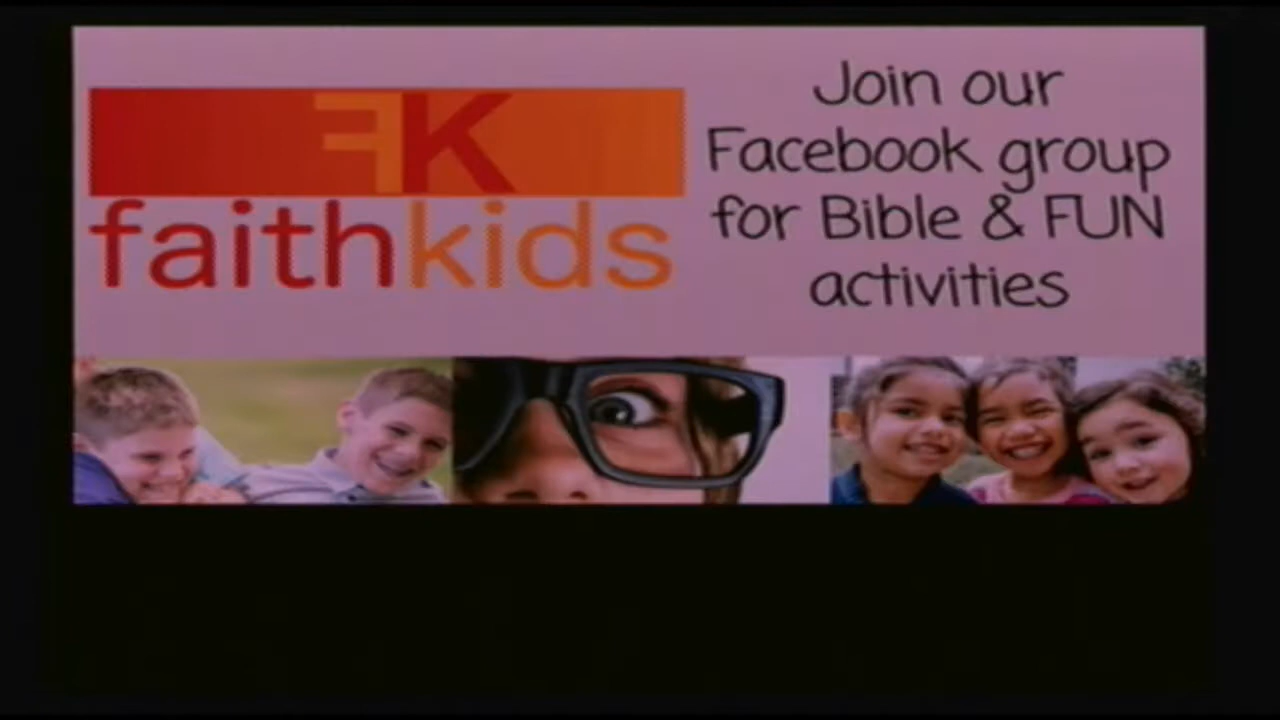 FK
faithkids
Join our
Facebook group
for Bible & FUN
activities